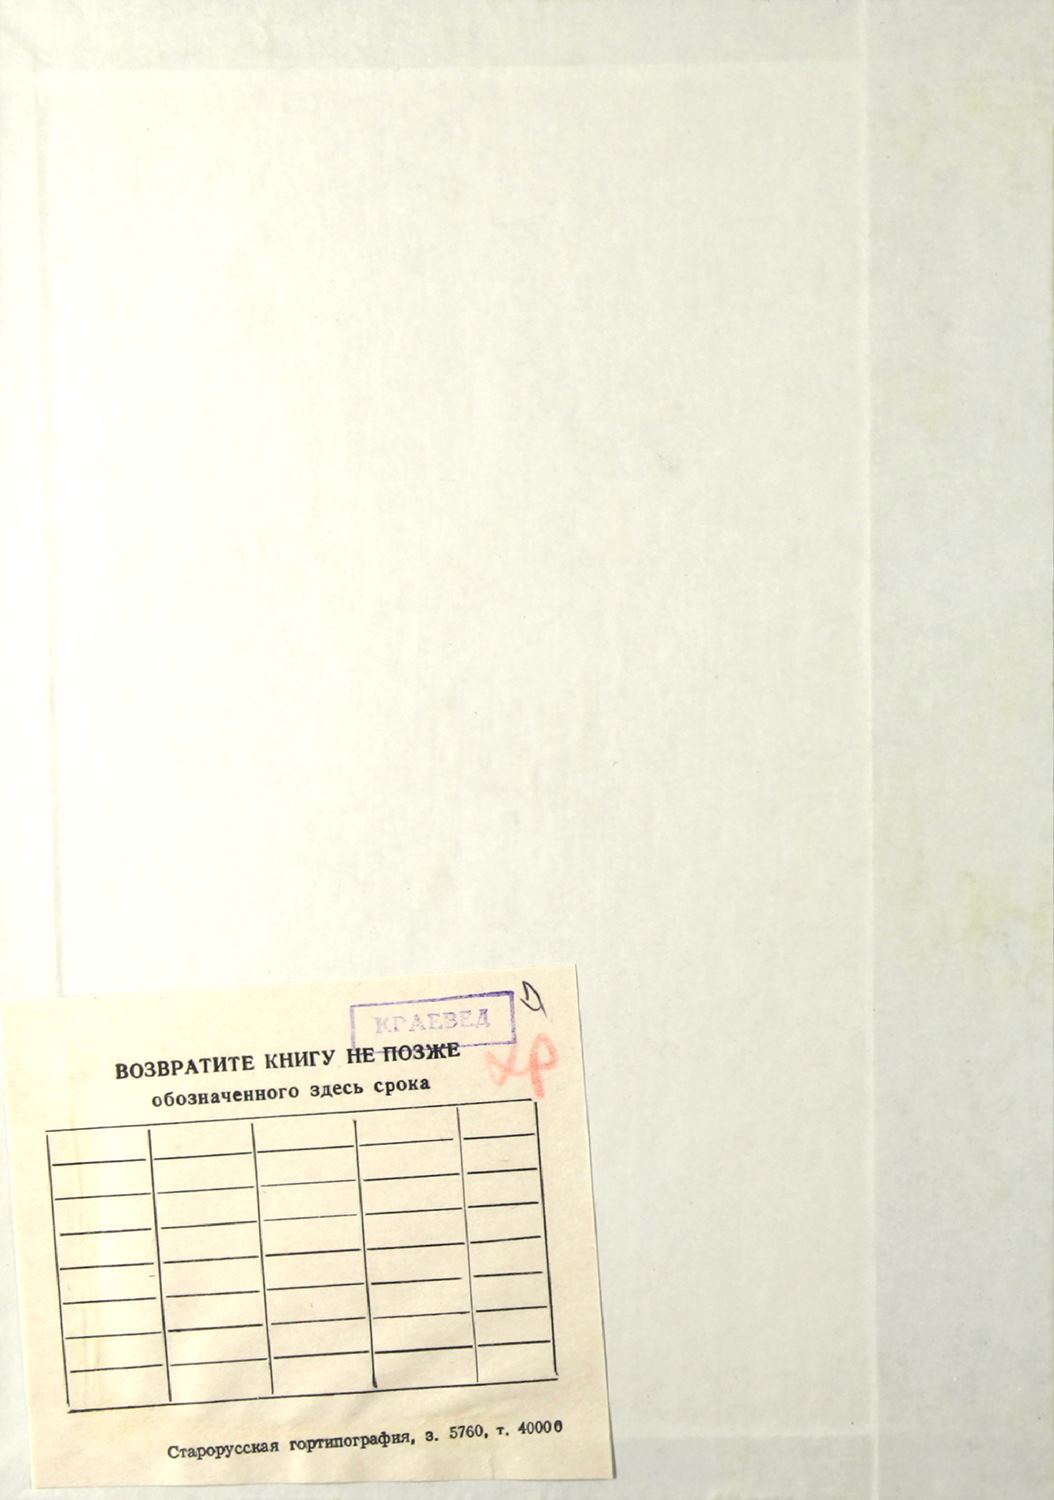 КРАЕВЕД
ВОЗВРАТИТЕ КНИГУ НЕ ПОЗЖЕ
обозначенного здесь срока
Старорусская гортипография, з. 5760, т. 40000